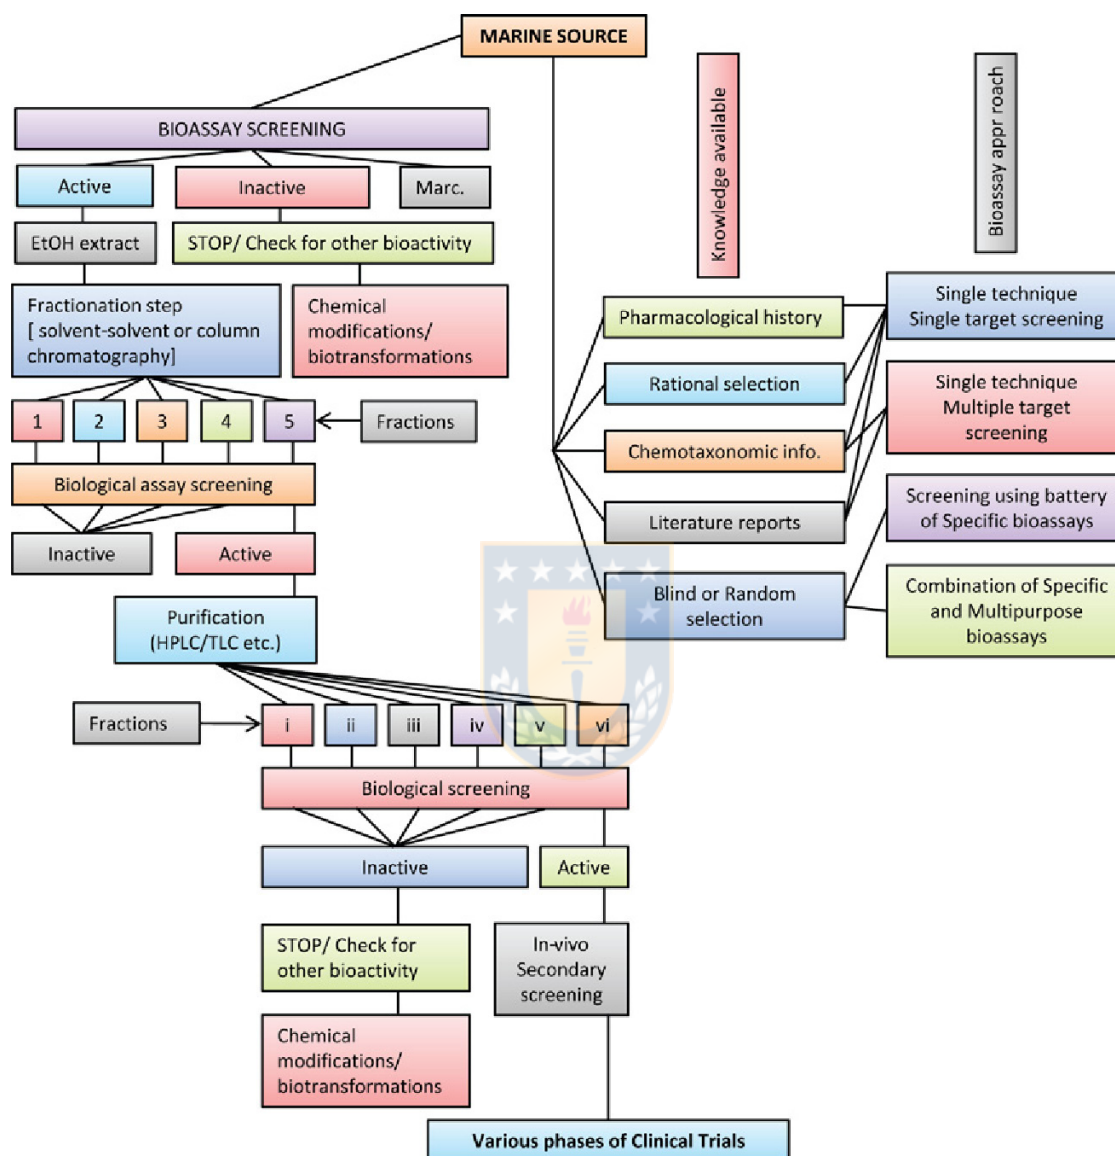 MARINE SOURCE
BIOASSAY SCREENING
Active
Inactive
Marc.
EtOH extract
STOP/ Check for other bioactivity
Fractionation step
[ solvent-solvent or column
chromatography]
Chemical
modifications/
biotransformations
1
2
3
4
5
Fractions
Biological assay screening
Inactive
Active
Purification
(HPLC/TLC etc.)
Fractions
i
ii
iii
iv
v
vi
Biological screening
Inactive
Active
STOP/ Check for
other bioactivity
In-vivo
Secondary
screening
Chemical
modifications/
biotransformations
Various phases of Clinical Trials
Knowledge available
Pharmacological history
Rational selection
Chemotaxonomic info.
Literature reports
Blind or Random
selection
Bioassay appr roach
Single technique
Single target screening
Single technique
Multiple target
screening
Screening using battery
of Specific bioassays
Combination of Specific
and Multipurpose
bioassays